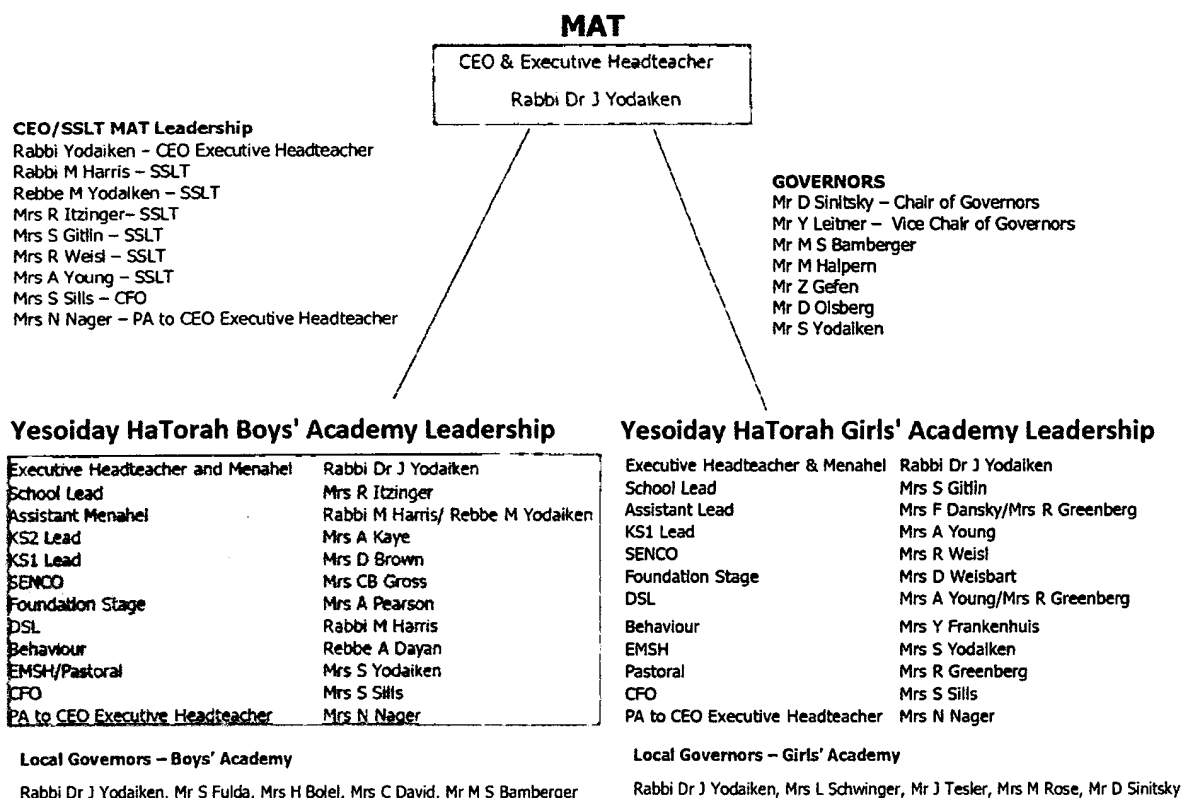 MAT
CEO & Executive Headteacher
Rabbi Dr J Yodaiken
CEO/SSLT MAT Leadership
Rabbi Yodaiken – CEO Executive Headteacher
Rabbi M Harris – SSLT
Rebbe M Yodaiken – SSLT
Mrs R Itzinger– SSLT
Mrs S Gitlin – SSLT
Mrs R Weisl – SSLT
Mrs A Young – SSLT
Mrs S Sills – CFO
Mrs N Nager – PA to CEO Executive Headteacher
GOVERNORS
Mr D Sinitsky – Chair of Governors
Mr Y Leitner – Vice Chair of Governors
Mr M S Bamberger
Mr M Halpern
Mr Z Gefen
Mr D Olsberg
Mr S Yodaiken
Yesoiday HaTorah Boys' Academy Leadership
Executive Headteacher and Menahel Rabbi Dr J Yodaiken
School Lead Mrs R Itzinger
Assistant Menahel Rabbi M Harris/ Rebbe M Yodaiken
KS2 Lead Mrs A Kaye
KS1 Lead Mrs D Brown
SENCO Mrs CB Gross
Foundation Stage Mrs A Pearson
DSL Rabbi M Harris
Behaviour Rebbe A Dayan
EMSH/Pastoral Mrs S Yodaiken
CFO Mrs S Sills
PA to CEO Executive Headteacher Mrs N Nager
Local Governors – Boys' Academy
Rabbi Dr J Yodaiken, Mr S Fulda, Mrs H Bolel, Mrs C David, Mr M S Bamberger
Yesoiday HaTorah Girls' Academy Leadership
Executive Headteacher & Menahel Rabbi Dr J Yodaiken
School Lead Mrs S Gitlin
Assistant Lead Mrs F Dansky/Mrs R Greenberg
KS1 Lead Mrs A Young
SENCO Mrs R Weisl
Foundation Stage Mrs D Weisbart
DSL Mrs A Young/Mrs R Greenberg
Behaviour Mrs Y Frankenhuis
EMSH Mrs S Yodaiken
Pastoral Mrs R Greenberg
CFO Mrs S Sills
PA to CEO Executive Headteacher Mrs N Nager
Local Governors – Girls' Academy
Rabbi Dr J Yodaiken, Mrs L Schwinger, Mr J Tesler, Mrs M Rose, Mr D Sinitsky